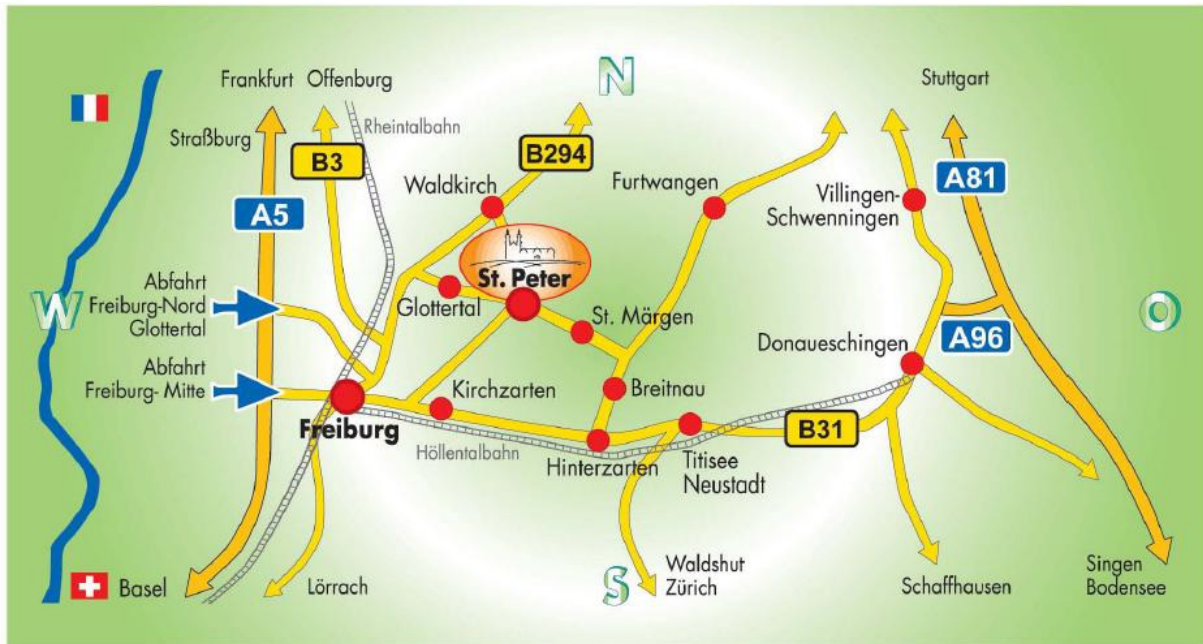 N
Frankfurt
Offenburg
Stuttgart
Straßburg
Rheintalbahn
B3
B294
A5
Waldkirch
Furtwangen
Villingen-
Schwenningen
A81
St. Peter
Abfahrt
Freiburg-Nord
Glottertal
W
Glottertal
St. Märgen
O
A96
Donaueschingen
Abfahrt
Freiburg- Mitte
Kirchzarten
Breitnau
Freiburg
B31
Höllentalbahn
Hinterzarten
Titisee
Neustadt
S
Waldshut
Zürich
Basel
Lörrach
Schaffhausen
Singen
Bodensee